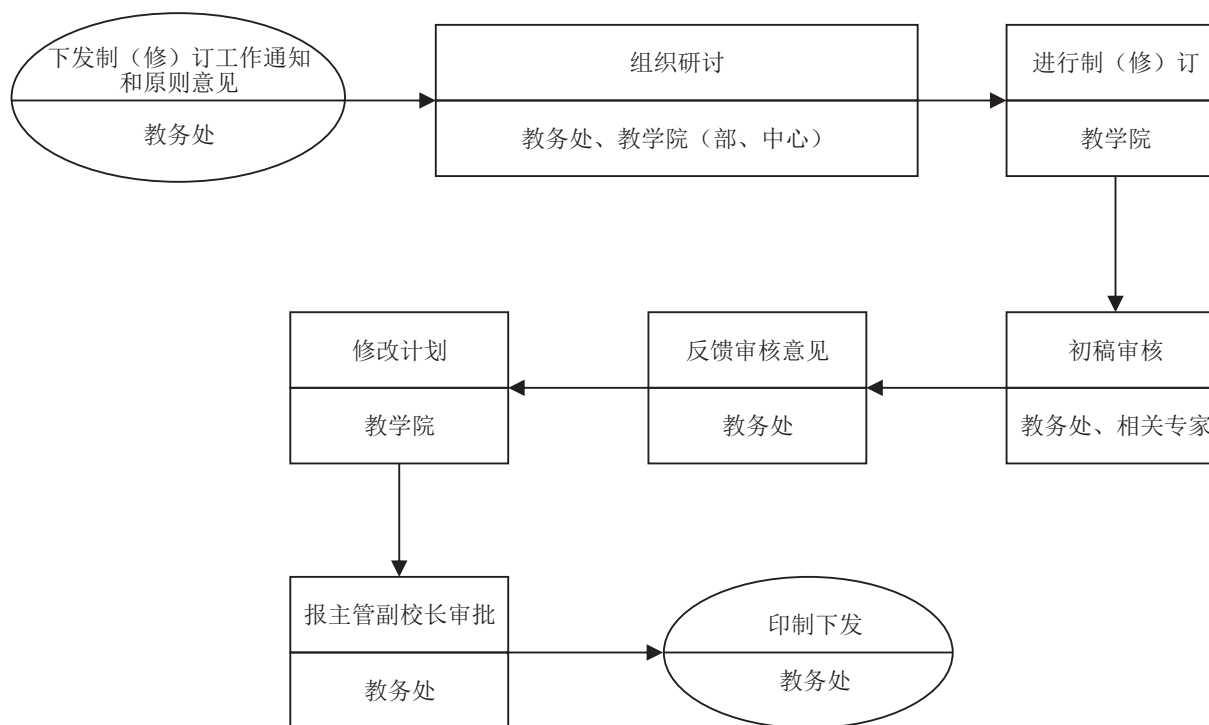 下发制（修）订工作通知
和原则意见
教务处
组织研讨
教务处、教学院（部、中心）
进行制（修）订
教学院
初稿审核
教务处、相关专家
反馈审核意见
教务处
修改计划
教学院
报主管副校长审批
教务处
印制下发
教务处